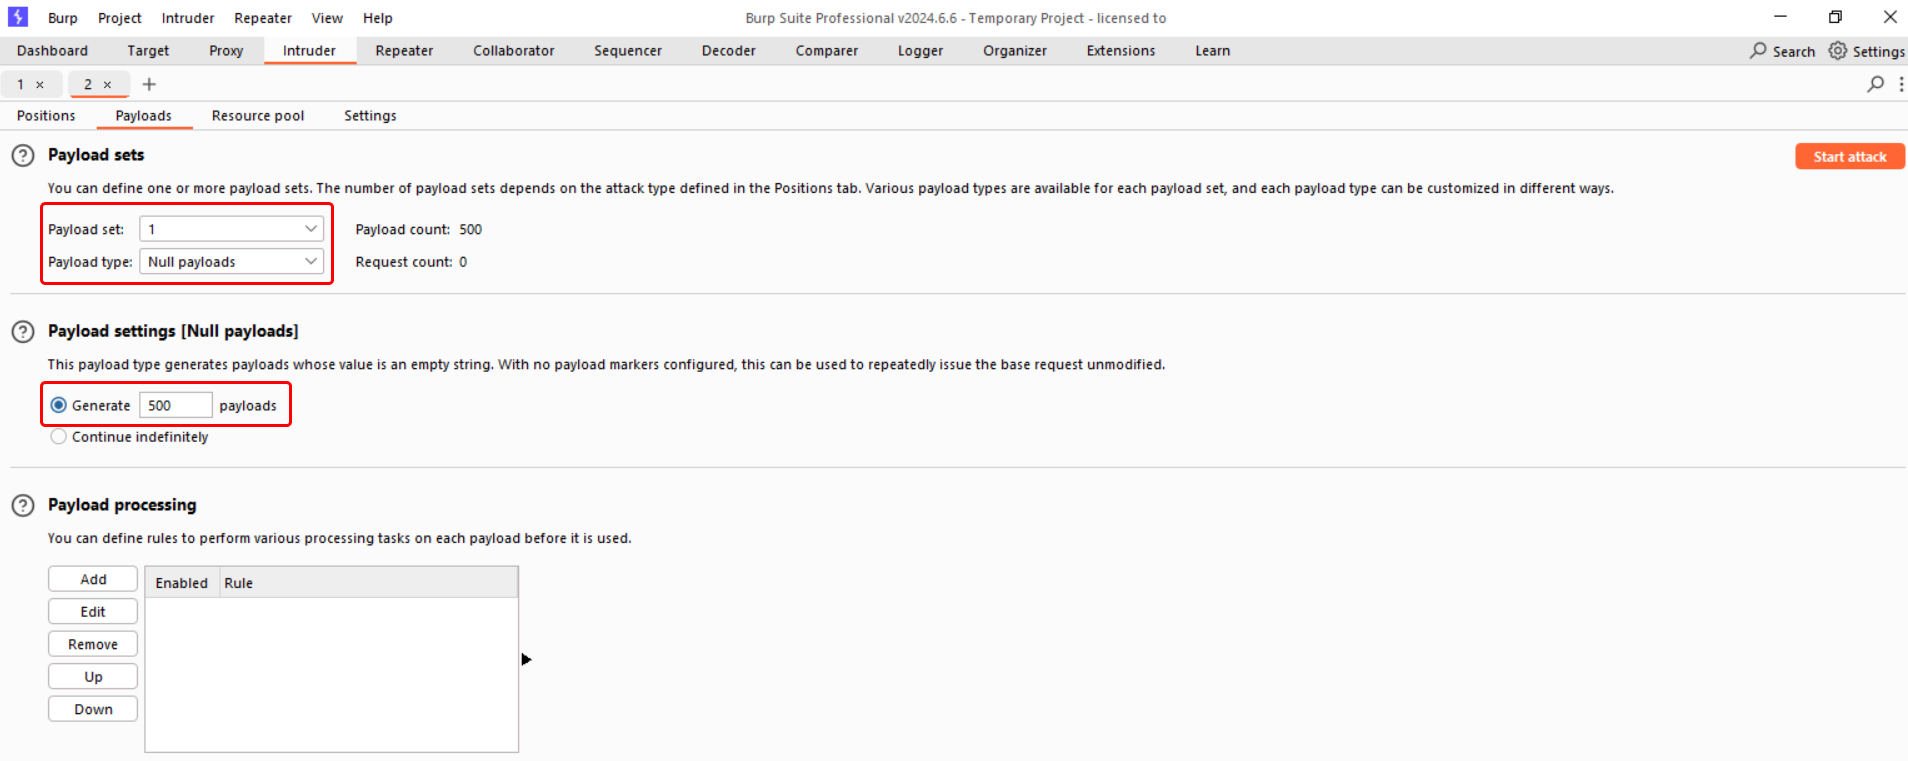 Burp Project Intruder Repeater View Help Burp Suite Professional v2024.6.6 - Temporary Project - licensed to
Dashboard Target Proxy Intruder Repeater Collaborator Sequencer Decoder Comparer Logger Organizer Extensions Learn Search Settings
1 × 2 × +
Positions Payloads Resource pool Settings
? Payload sets Start attack
You can define one or more payload sets. The number of payload sets depends on the attack type defined in the Positions tab. Various payload types are available for each payload set, and each payload type can be customized in different ways.
Payload set: 1 Payload count: 500
Payload type: Null payloads Request count: 0
? Payload settings [Null payloads]
This payload type generates payloads whose value is an empty string. With no payload markers configured, this can be used to repeatedly issue the base request unmodified.
Generate 500 payloads
Continue indefinitely
? Payload processing
You can define rules to perform various processing tasks on each payload before it is used.
Add Enabled Rule
Edit
Remove
Up
Down